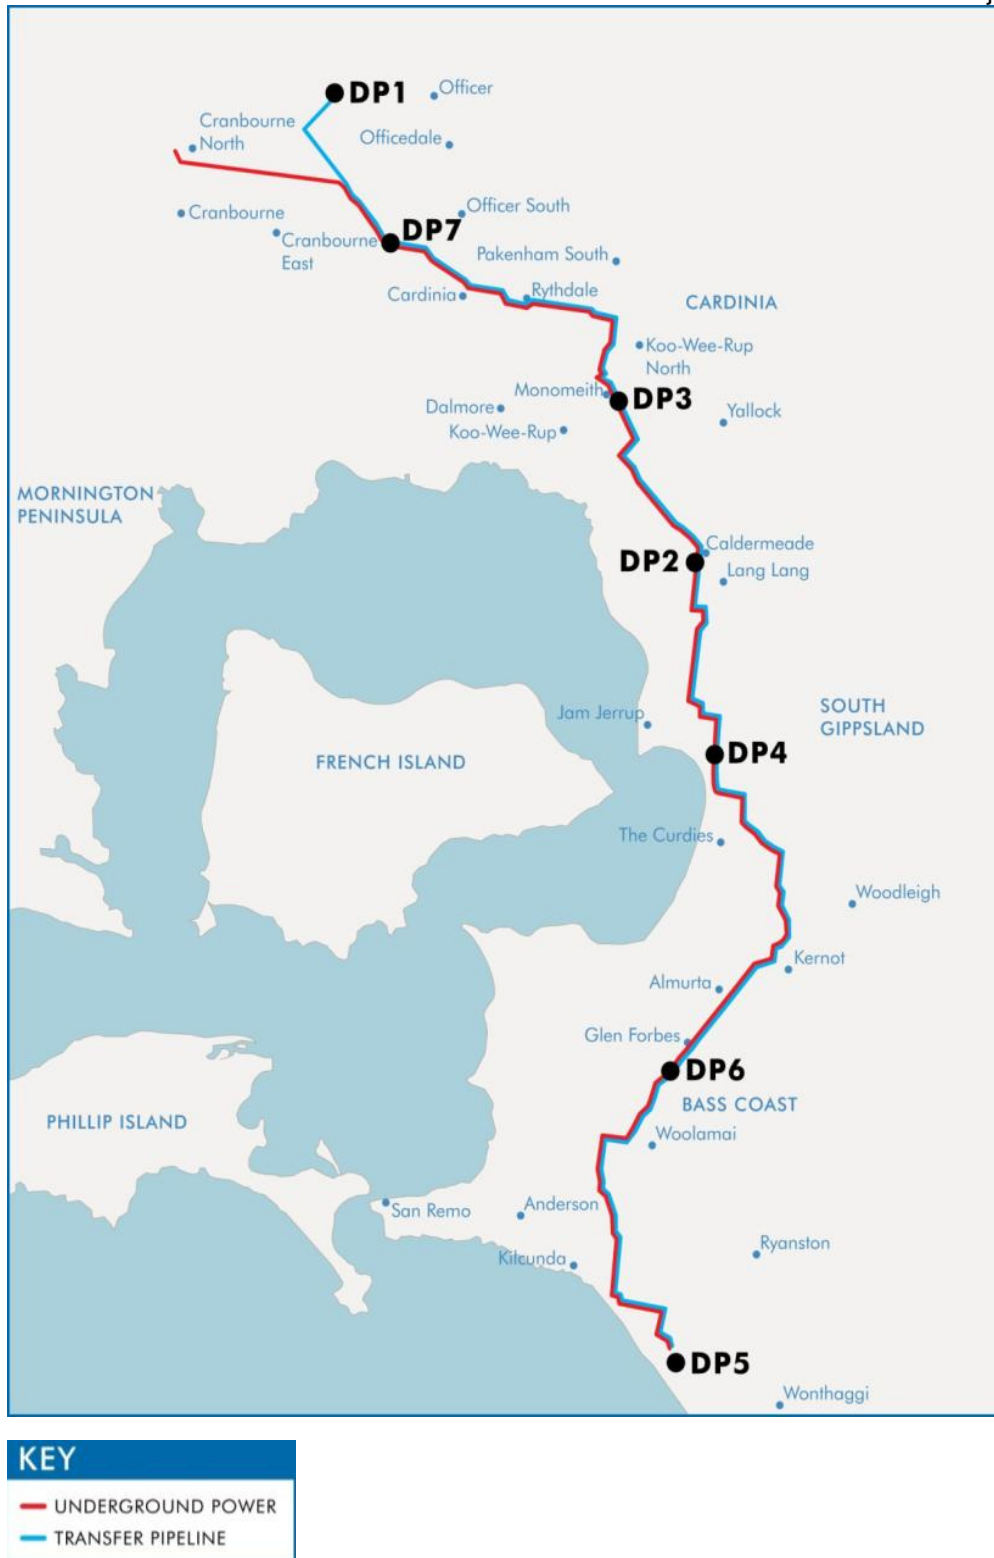 DP1
Officer
Cranbourne
North
Officedale
Cranbourne
Officer South
DP7
Cranbourne
East
Pakenham South
Cardinia
Rythdale
CARDINIA
Koo-Wee-Rup
North
Monomeith
DP3
Dalmore
Yallock
Koo-Wee-Rup
MORNINGTON
PENINSULA
Caldermeade
DP2
Lang Lang
Jam Jerrup
SOUTH
GIPPSLAND
FRENCH ISLAND
DP4
The Curdies
Woodleigh
Kernot
Almurta
Glen Forbes
DP6
BASS COAST
PHILLIP ISLAND
Woolamai
San Remo
Anderson
Ryanston
Kilcunda
DP5
Wonthaggi
KEY
UNDERGROUND POWER
TRANSFER PIPELINE